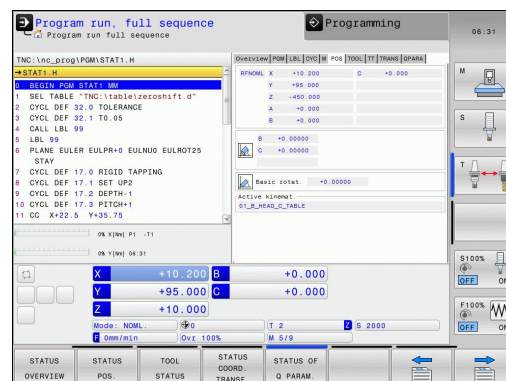 Program run, full sequence
Program run full sequence
Programming
06:31
TNC:\nc_prog\PGM\STAT1.H
→STAT1.H
0 BEGIN PGM STAT1 MM
1 SEL TABLE "TNC:\table\zeroshift.d"
2 CYCL DEF 32.0 TOLERANCE
3 CYCL DEF 32.1 T0.05
4 CALL LBL 99
5 LBL 99
6 PLANE EULER EULPR+0 EULNU0 EULROT25
STAY
7 CYCL DEF 17.0 RIGID TAPPING
8 CYCL DEF 17.1 SET UP2
9 CYCL DEF 17.2 DEPTH-1
10 CYCL DEF 17.3 PITCH+1
11 CC X+22.5 Y+35.75
0% X[Nm] P1 -T1
0% Y[Nm] 06:31
Overview PGM LBL CYC M POS TOOL TT TRANS QPARA
RFNOML X +10.200 C +0.000
Y +95.000
Z -450.000
A +0.000
B +0.000
B +0.00000
C +0.00000
Basic rotat. +0.00000
Active kinemat.
01_B_HEAD_C_TABLE
X +10.200 B +0.000
Y +95.000 C +0.000
Z +10.000
Mode: NOML. 0 T 2 Z S 2000
F 0mm/min Ovr 100% M 5/9
M
S
T
S100%
OFF ON
F100%
OFF ON
STATUS OVERVIEW
STATUS POS.
TOOL STATUS
STATUS COORD. TRANSF.
STATUS OF Q PARAM.